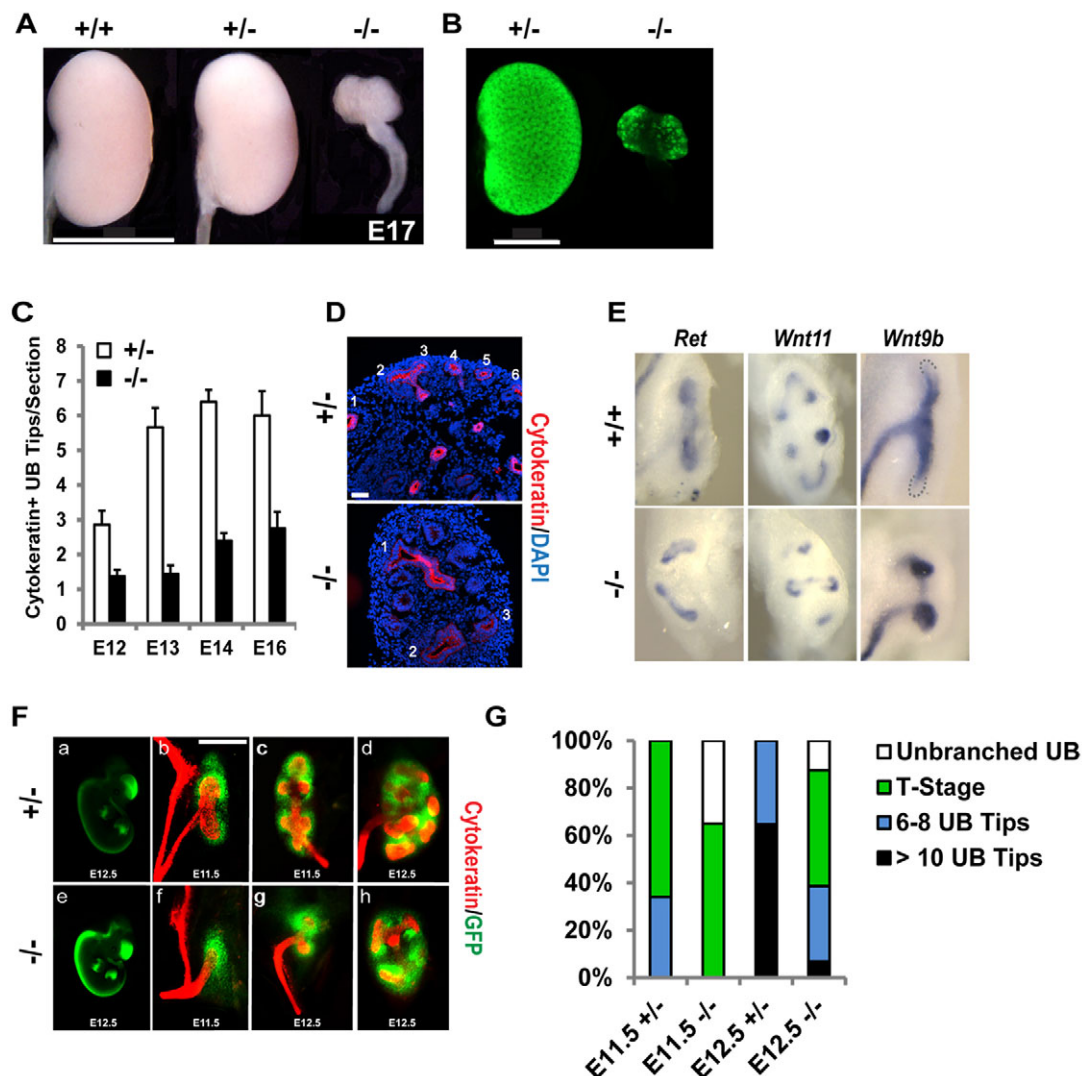 A
+/+ +/- -/-
E17
B
+/- -/-
C
Cytokeratin+ UB Tips/Section
8
7
6
5
4
3
2
1
0
+/-
-/-
E12 E13 E14 E16
D
+/-
1 2 3 4 5 6
-/-
1 2 3
Cytokeratin/DAPI
E
Ret Wnt11 Wnt9b
+/+
-/-
F
+/-
a b c d
E12.5 E11.5 E12.5 E12.5
-/-
e f g h
E12.5 E11.5 E12.5 E12.5
Cytokeratin/GFP
G
100%
80%
60%
40%
20%
0%
E11.5 +/- E11.5 -/- E12.5 +/- E12.5 -/-
Unbranched UB
T-Stage
6-8 UB Tips
> 10 UB Tips